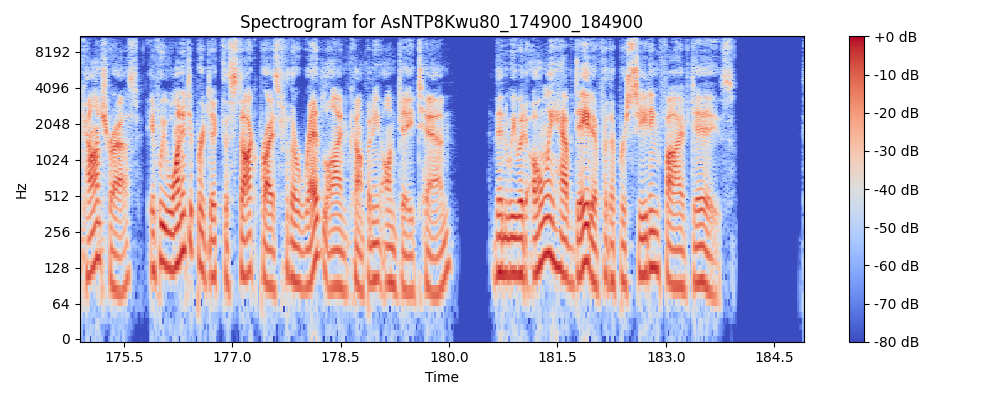 Spectrogram for AsNTP8Kwu80_174900_184900
8192
4096
2048
1024
512
256
128
64
0
Hz
175.5 177.0 178.5 180.0 181.5 183.0 184.5
Time
+0 dB
-10 dB
-20 dB
-30 dB
-40 dB
-50 dB
-60 dB
-70 dB
-80 dB